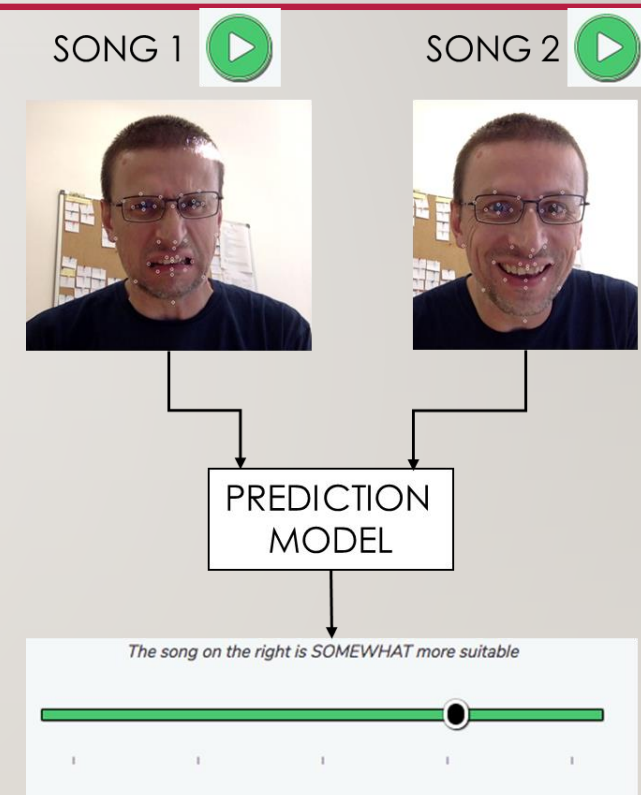 SONG 1
SONG 2
PREDICTION
MODEL
The song on the right is SOMEWHAT more suitable